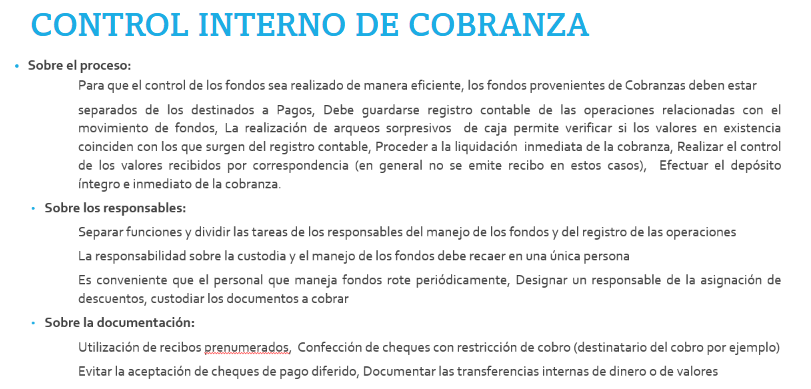 CONTROL INTERNO DE COBRANZA
• Sobre el proceso:
Para que el control de los fondos sea realizado de manera eficiente, los fondos provenientes de Cobranzas deben estar
separados de los destinados a Pagos, Debe guardarse registro contable de las operaciones relacionadas con el
movimiento de fondos, La realización de arqueos sorpresivos de caja permite verificar si los valores en existencia
coinciden con los que surgen del registro contable, Proceder a la liquidación inmediata de la cobranza, Realizar el control
de los valores recibidos por correspondencia (en general no se emite recibo en estos casos), Efectuar el depósito
íntegro e inmediato de la cobranza.
• Sobre los responsables:
Separar funciones y dividir las tareas de los responsables del manejo de los fondos y del registro de las operaciones
La responsabilidad sobre la custodia y el manejo de los fondos debe recaer en una única persona
Es conveniente que el personal que maneja fondos rote periódicamente, Designar un responsable de la asignación de
descuentos, custodiar los documentos a cobrar
• Sobre la documentación:
Utilización de recibos prenumerados, Confección de cheques con restricción de cobro (destinatario del cobro por ejemplo)
Evitar la aceptación de cheques de pago diferido, Documentar las transferencias internas de dinero o de valores